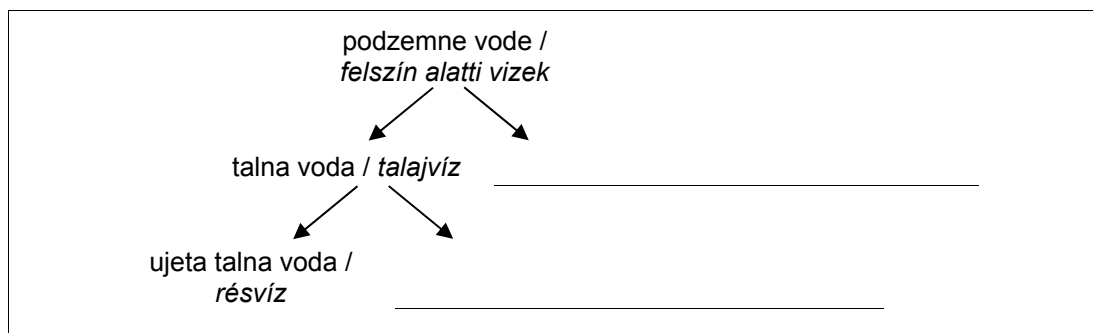 podzemne vode /
felszín alatti vizek
talna voda / talajvíz
ujeta talna voda /
résvíz